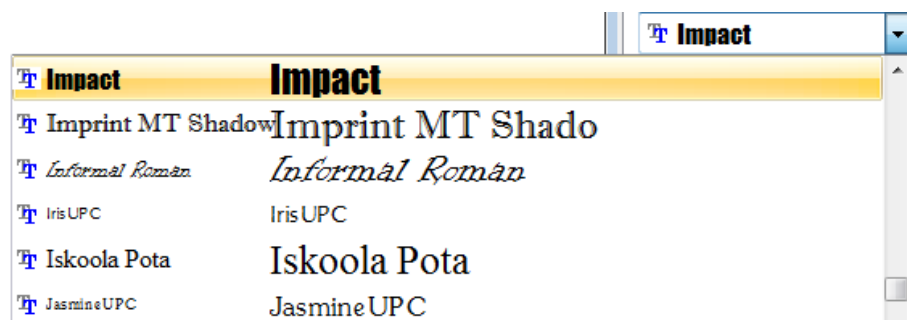 Impact
Impact Impact
Imprint MT Shadow Imprint MT Shado
Informal Roman Informal Roman
IrisUPC IrisUPC
Iskoola Pota Iskoola Pota
JasmineUPC JasmineUPC